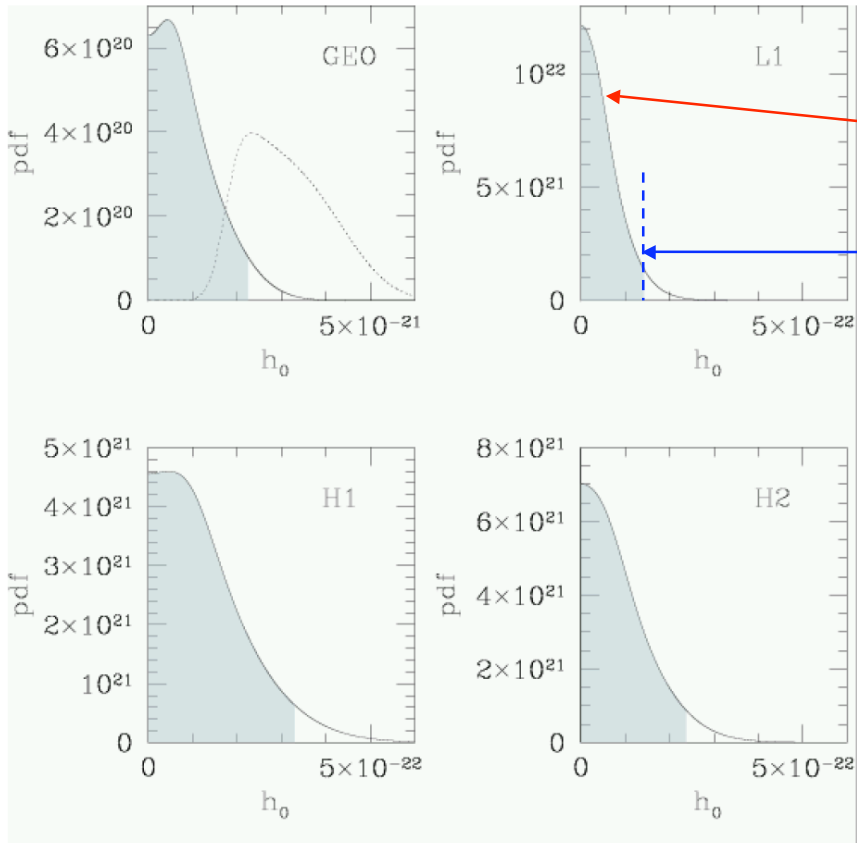 6×10²⁰
GEO
4×10²⁰
pdf
2×10²⁰
0
0
5×10⁻²¹
h₀
10²²
L1
pdf
5×10²¹
0
0
5×10⁻²²
h₀
5×10²¹
H1
4×10²¹
3×10²¹
pdf
2×10²¹
10²¹
0
0
5×10⁻²²
h₀
8×10²¹
H2
6×10²¹
4×10²¹
pdf
2×10²¹
0
0
5×10⁻²²
h₀